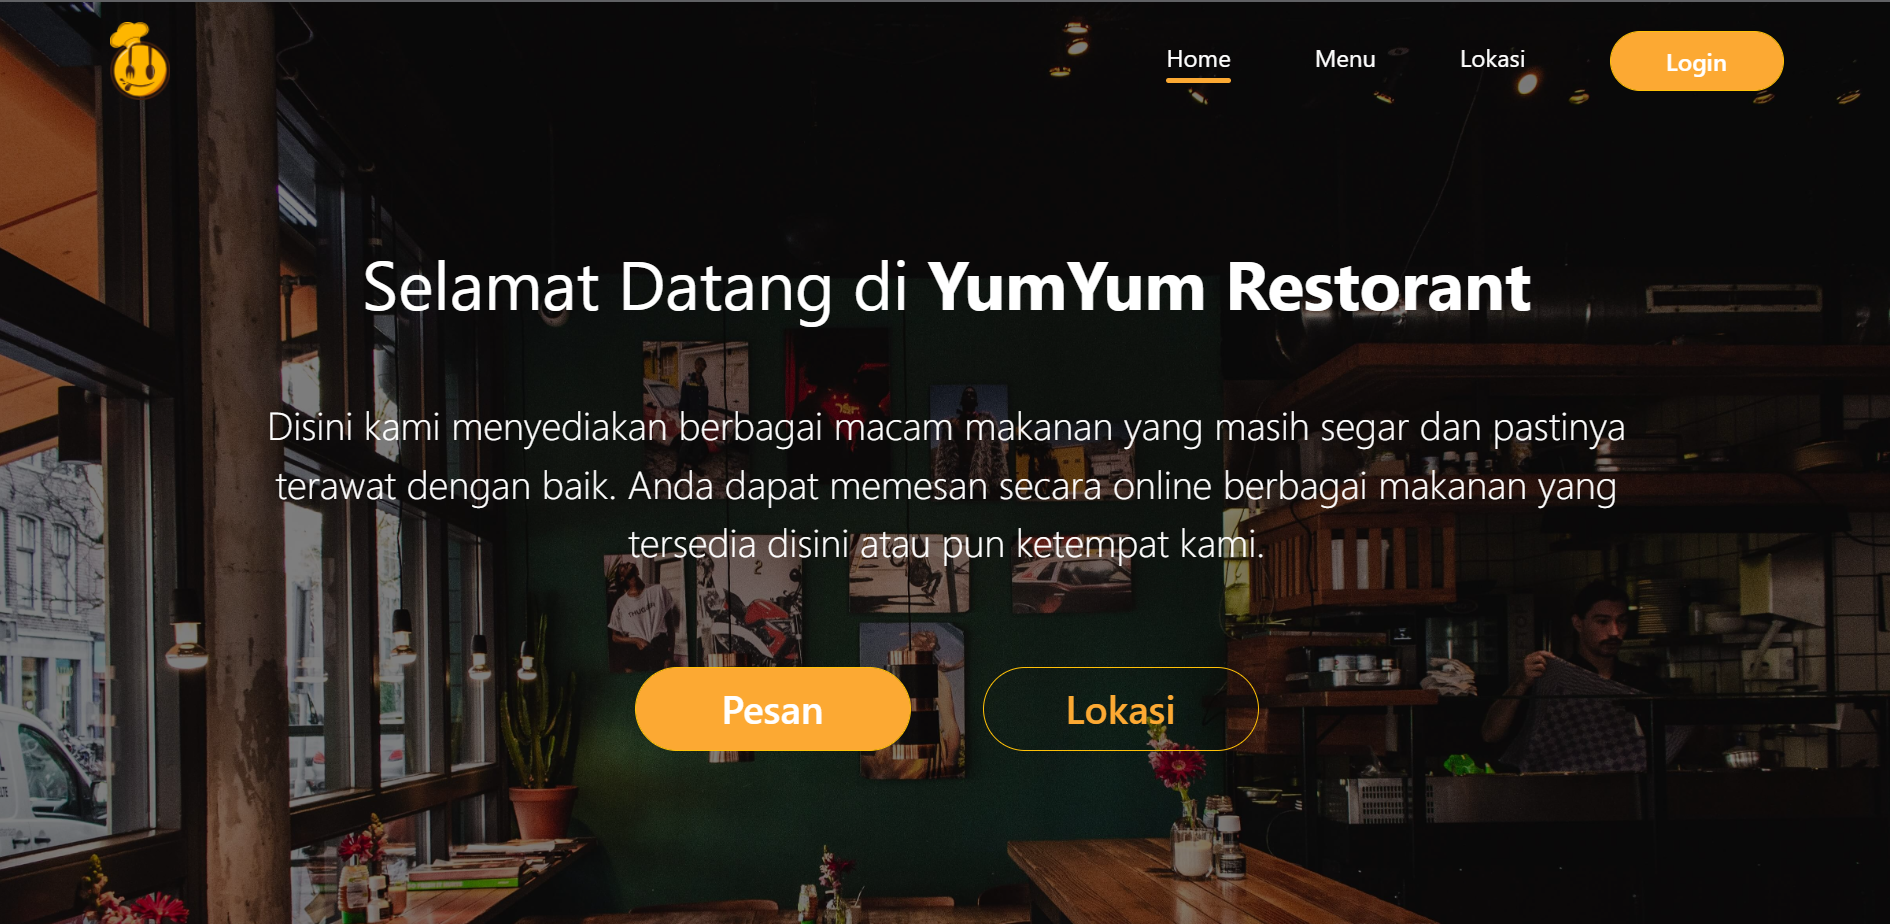 Home Menu Lokasi Login
Selamat Datang di YumYum Restorant
Disini kami menyediakan berbagai macam makanan yang masih segar dan pastinya
terawat dengan baik. Anda dapat memesan secara online berbagai makanan yang
tersedia disini atau pun ketempat kami.
2
Pesan Lokasi